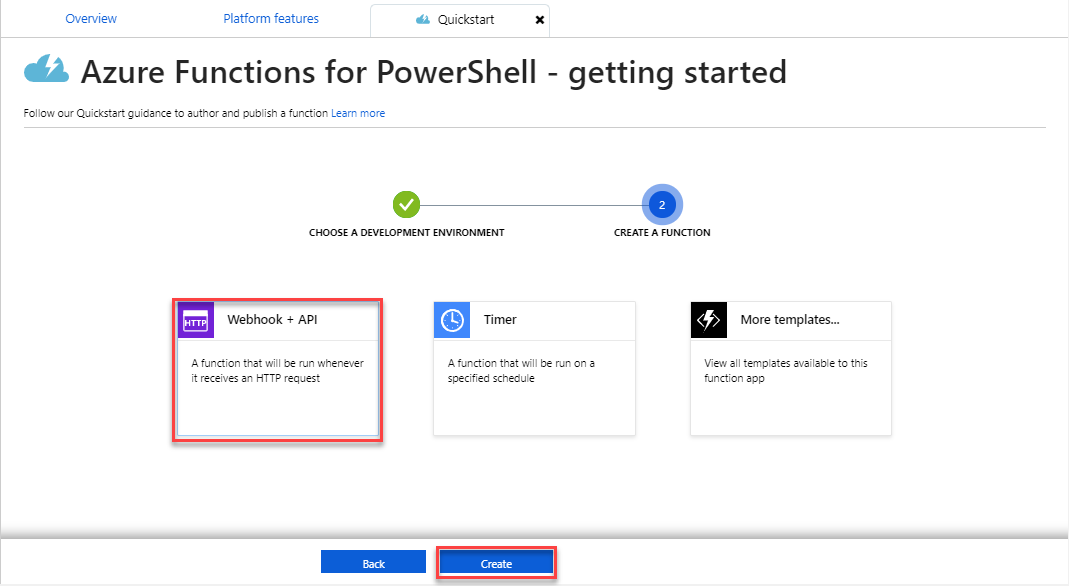 Overview Platform features Quickstart
Azure Functions for PowerShell - getting started
Follow our Quickstart guidance to author and publish a function Learn more
2
CHOOSE A DEVELOPMENT ENVIRONMENT CREATE A FUNCTION
HTTP
Webhook + API
A function that will be run whenever
it receives an HTTP request
Timer
A function that will be run on a
specified schedule
More templates...
View all templates available to this
function app
Back Create